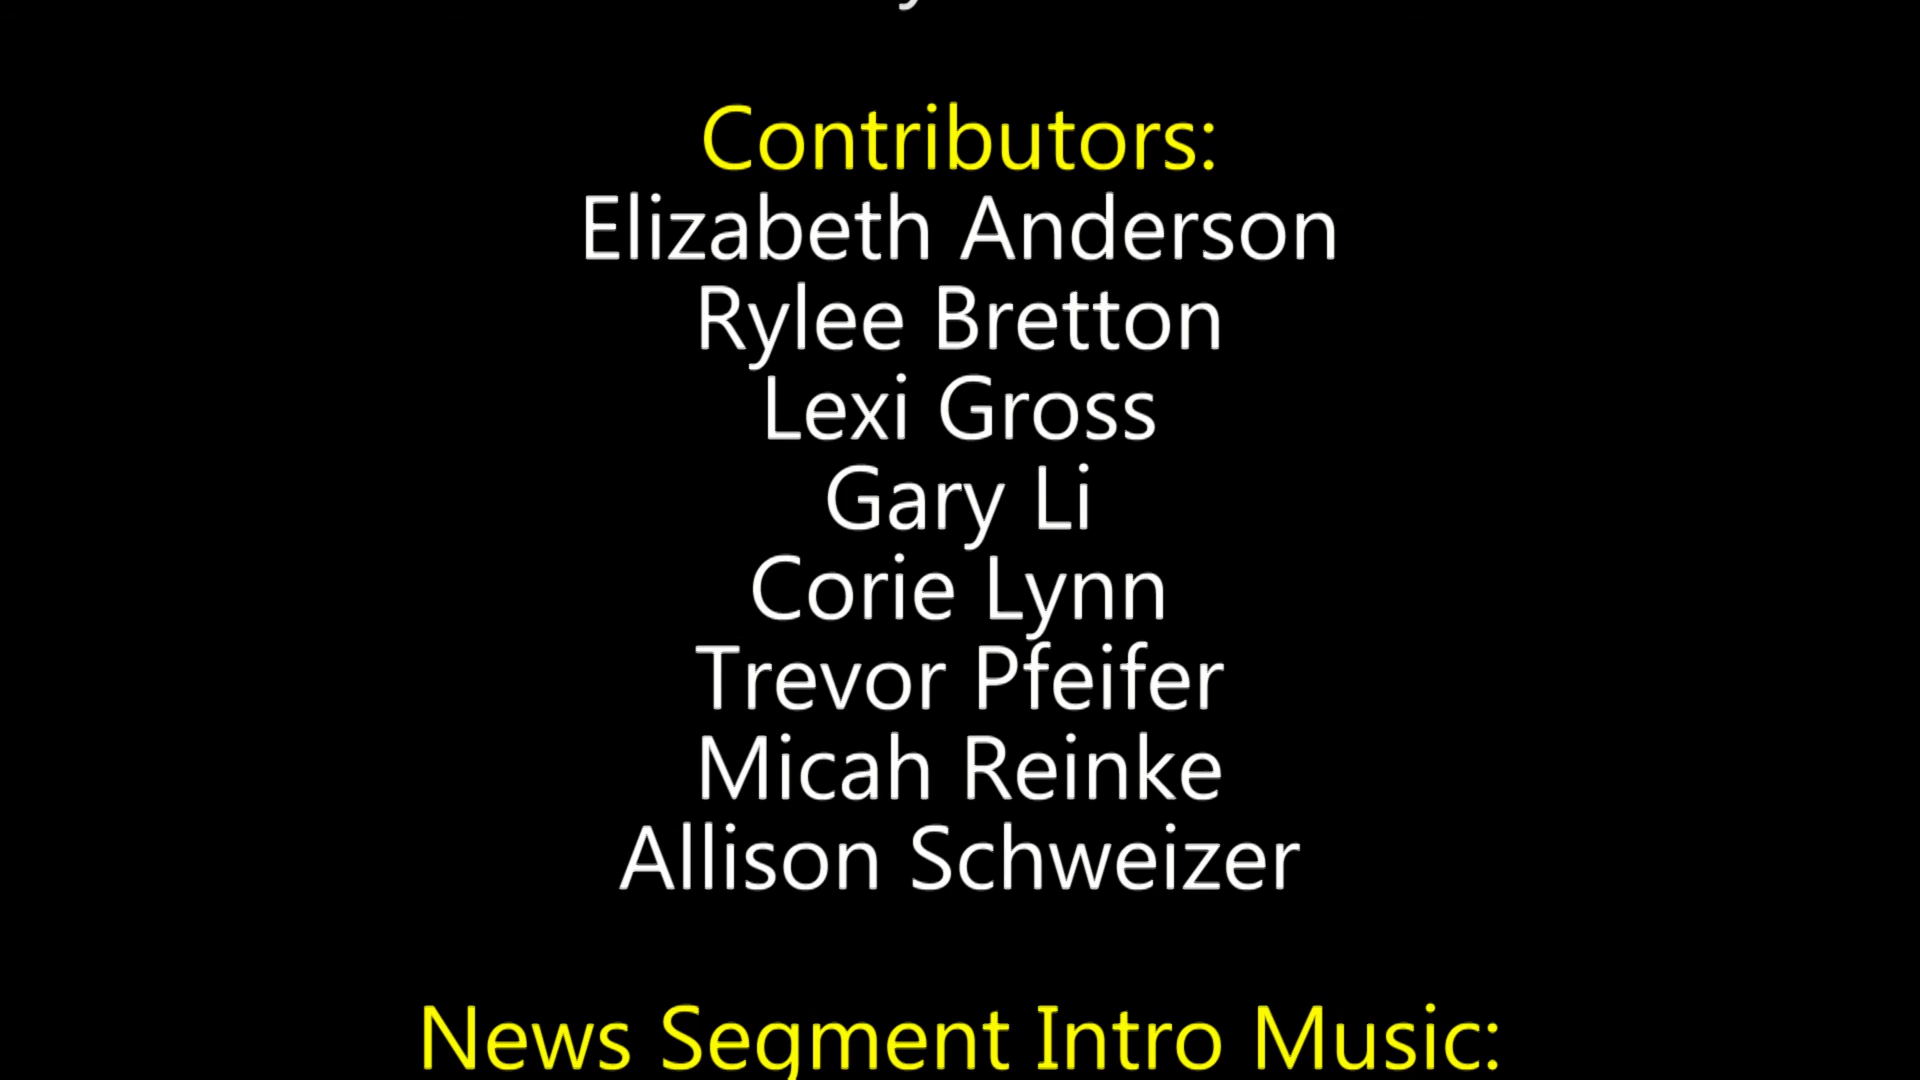 Contributors:
Elizabeth Anderson
Rylee Bretton
Lexi Gross
Gary Li
Corie Lynn
Trevor Pfeifer
Micah Reinke
Allison Schweizer
News Segment Intro Music: